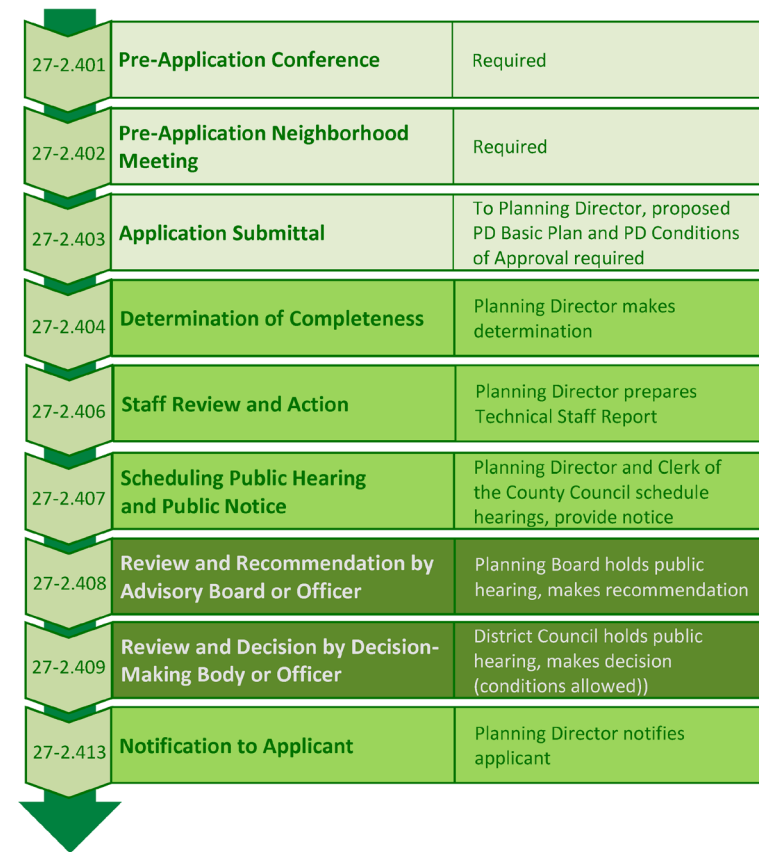 27-2.401
Pre-Application Conference
Required
27-2.402
Pre-Application Neighborhood
Meeting
Required
27-2.403
Application Submittal
To Planning Director, proposed
PD Basic Plan and PD Conditions
of Approval required
27-2.404
Determination of Completeness
Planning Director makes
determination
27-2.406
Staff Review and Action
Planning Director prepares
Technical Staff Report
27-2.407
Scheduling Public Hearing
and Public Notice
Planning Director and Clerk of
the County Council schedule
hearings, provide notice
27-2.408
Review and Recommendation by
Advisory Board or Officer
Planning Board holds public
hearing, makes recommendation
27-2.409
Review and Decision by Decision-
Making Body or Officer
District Council holds public
hearing, makes decision
(conditions allowed))
27-2.413
Notification to Applicant
Planning Director notifies
applicant